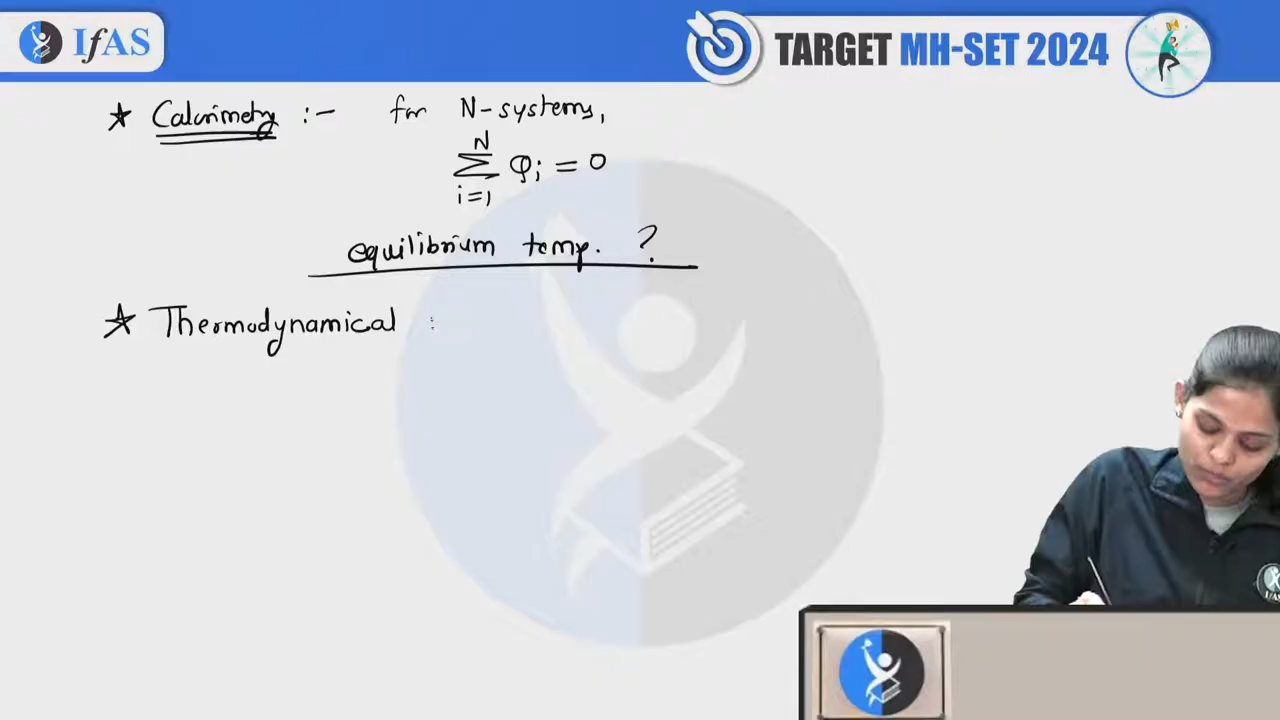 IfAS
TARGET MH-SET 2024
★ Calorimetry :- for N-systems,
N
∑ Qi = 0
i=1
equilibrium temp. ?
★ Thermodynamical :